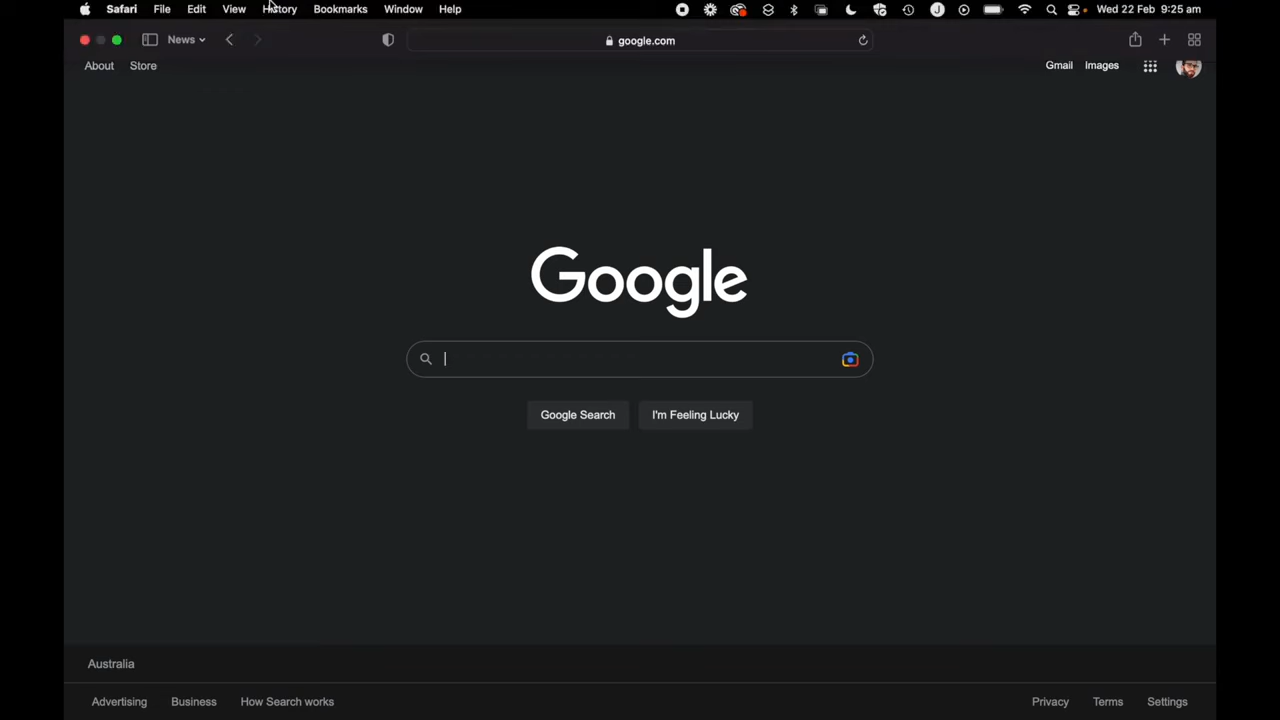 Safari File Edit View History Bookmarks Window Help J Wed 22 Feb 9:25 am
News google.com
About Store Gmail Images
Google
Google Search I'm Feeling Lucky
Australia
Advertising Business How Search works Privacy Terms Settings